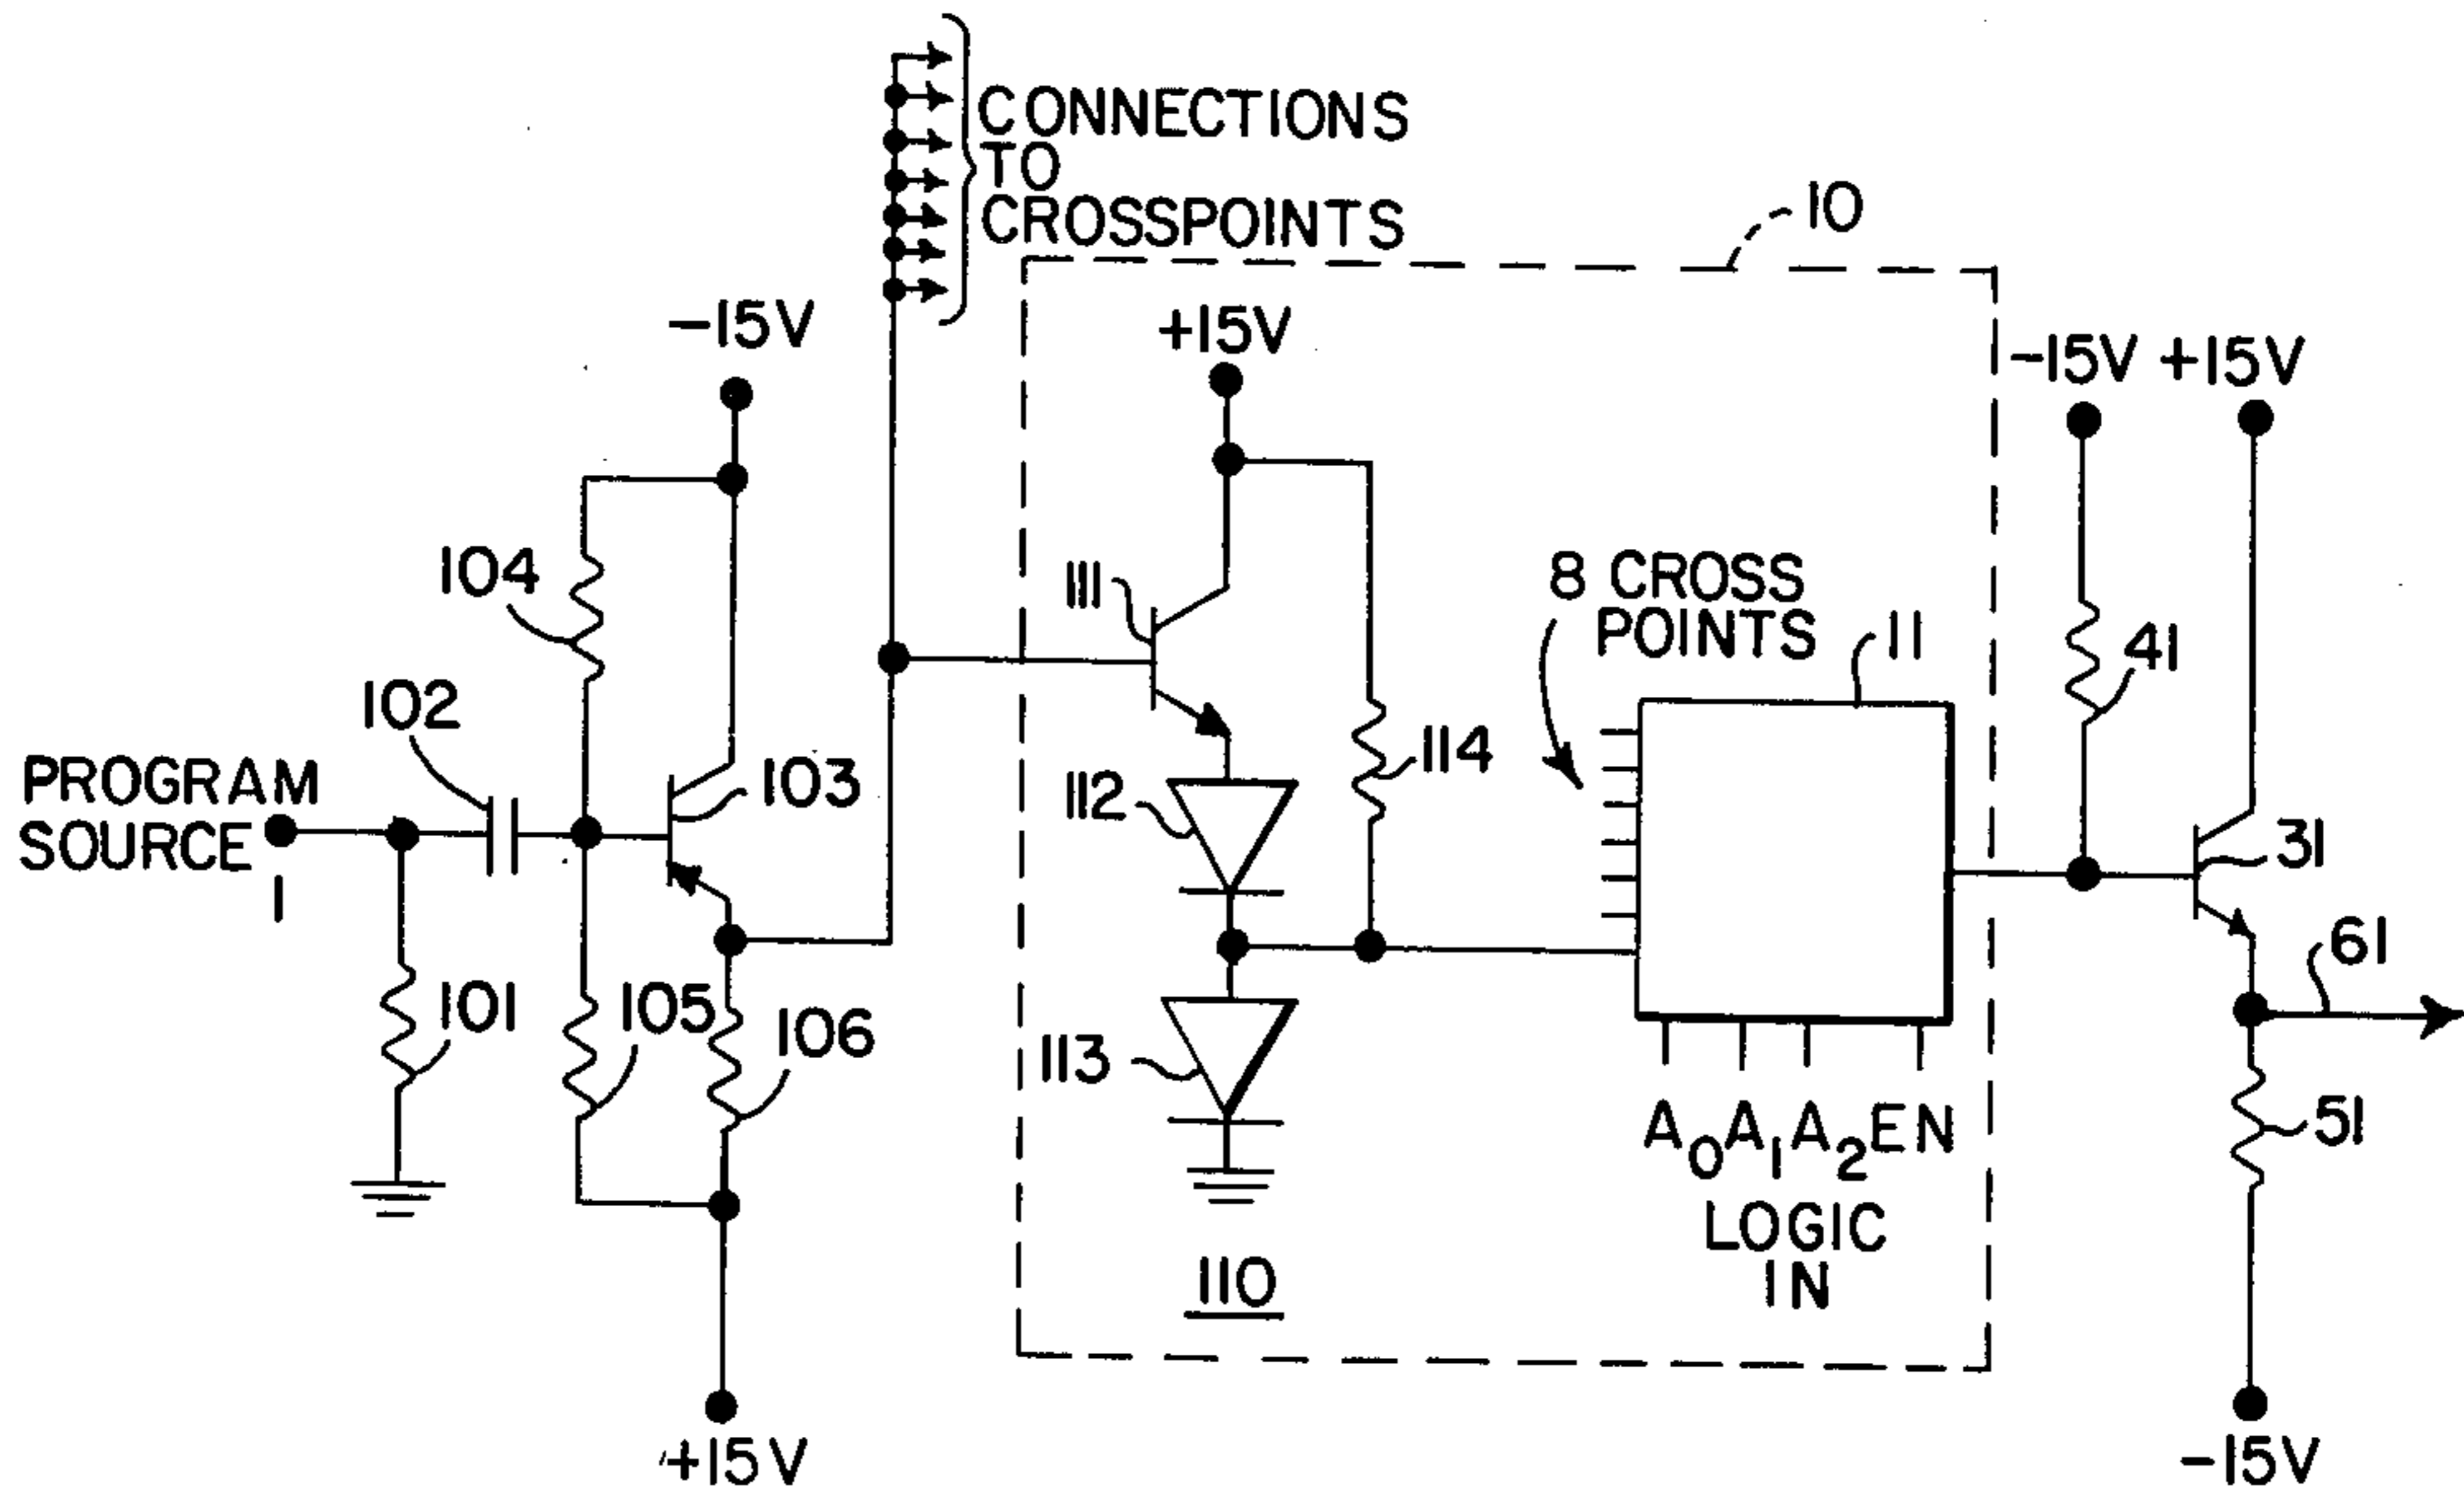 CONNECTIONS
TO
CROSSPOINTS
10
-15V
+15V
-15V +15V
104
111
8 CROSS
POINTS
11
41
102
PROGRAM
SOURCE
1
103
112
114
31
101
105
106
113
61
A0A1A2EN
LOGIC
IN
51
110
+15V
-15V